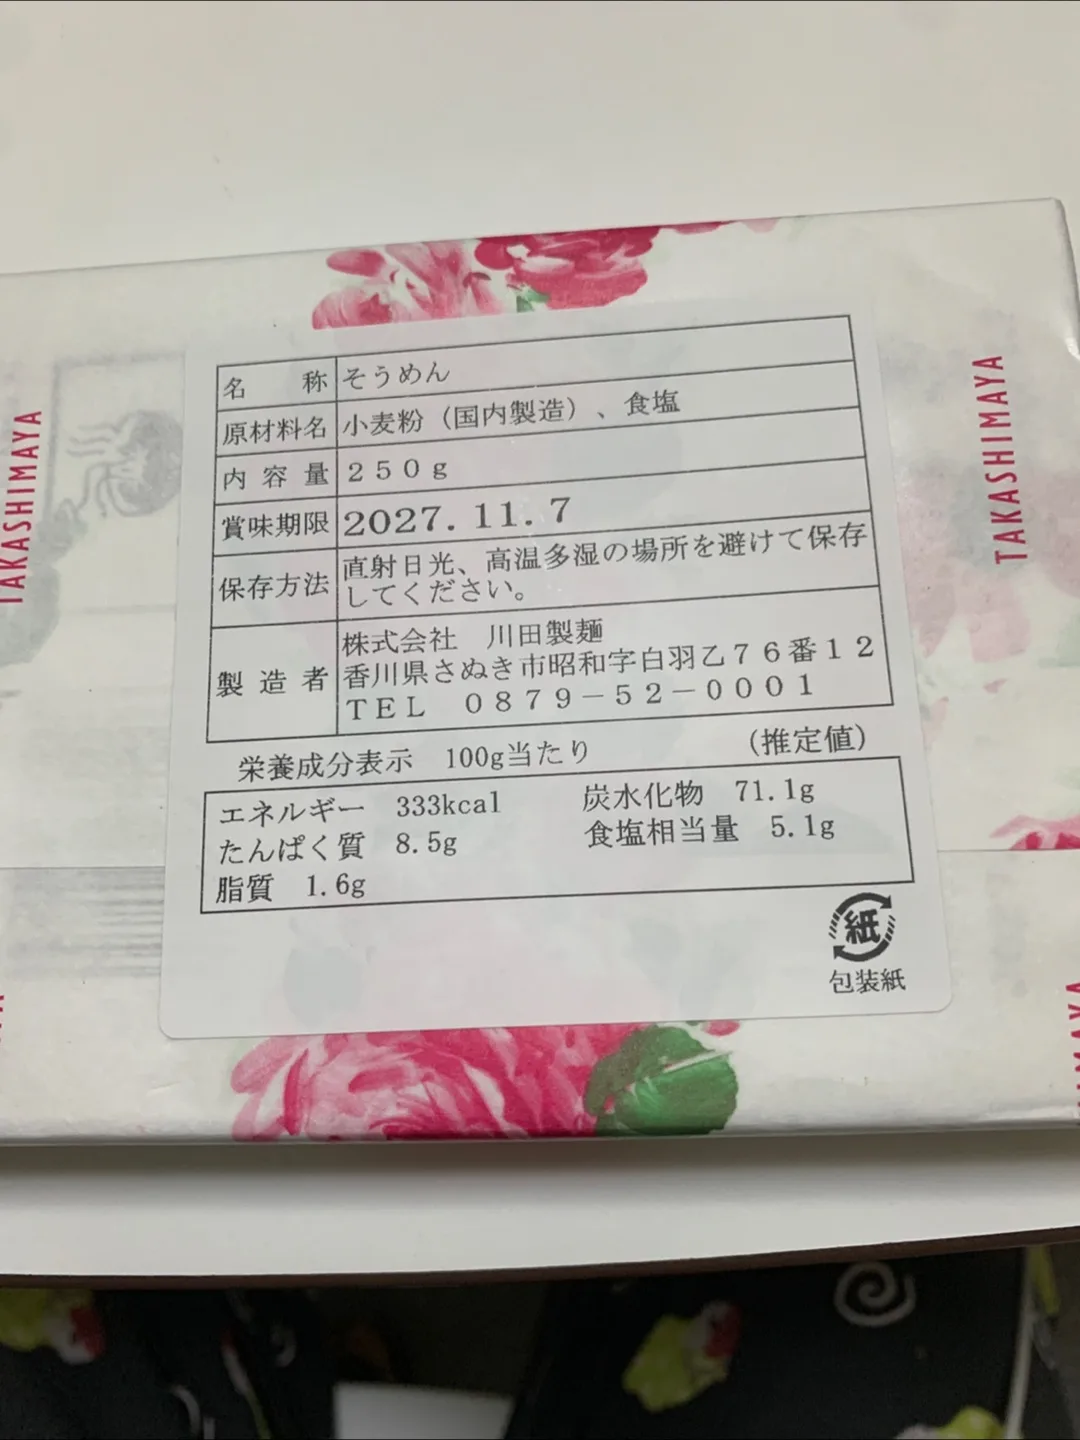 TAKASHIMAYA
TAKASHIMAYA
名　称 そうめん
原材料名 小麦粉（国内製造）、食塩
内容量 ２５０ｇ
賞味期限 2027.11.7
保存方法 直射日光、高温多湿の場所を避けて保存
してください。
製造者 株式会社　川田製麺
香川県さぬき市昭和字白羽乙７６番１２
ＴＥＬ　０８７９－５２－０００１
栄養成分表示　100g当たり　（推定値）
エネルギー　333kcal　炭水化物　71.1g
たんぱく質　8.5g　食塩相当量　5.1g
脂質　1.6g
紙
包装紙